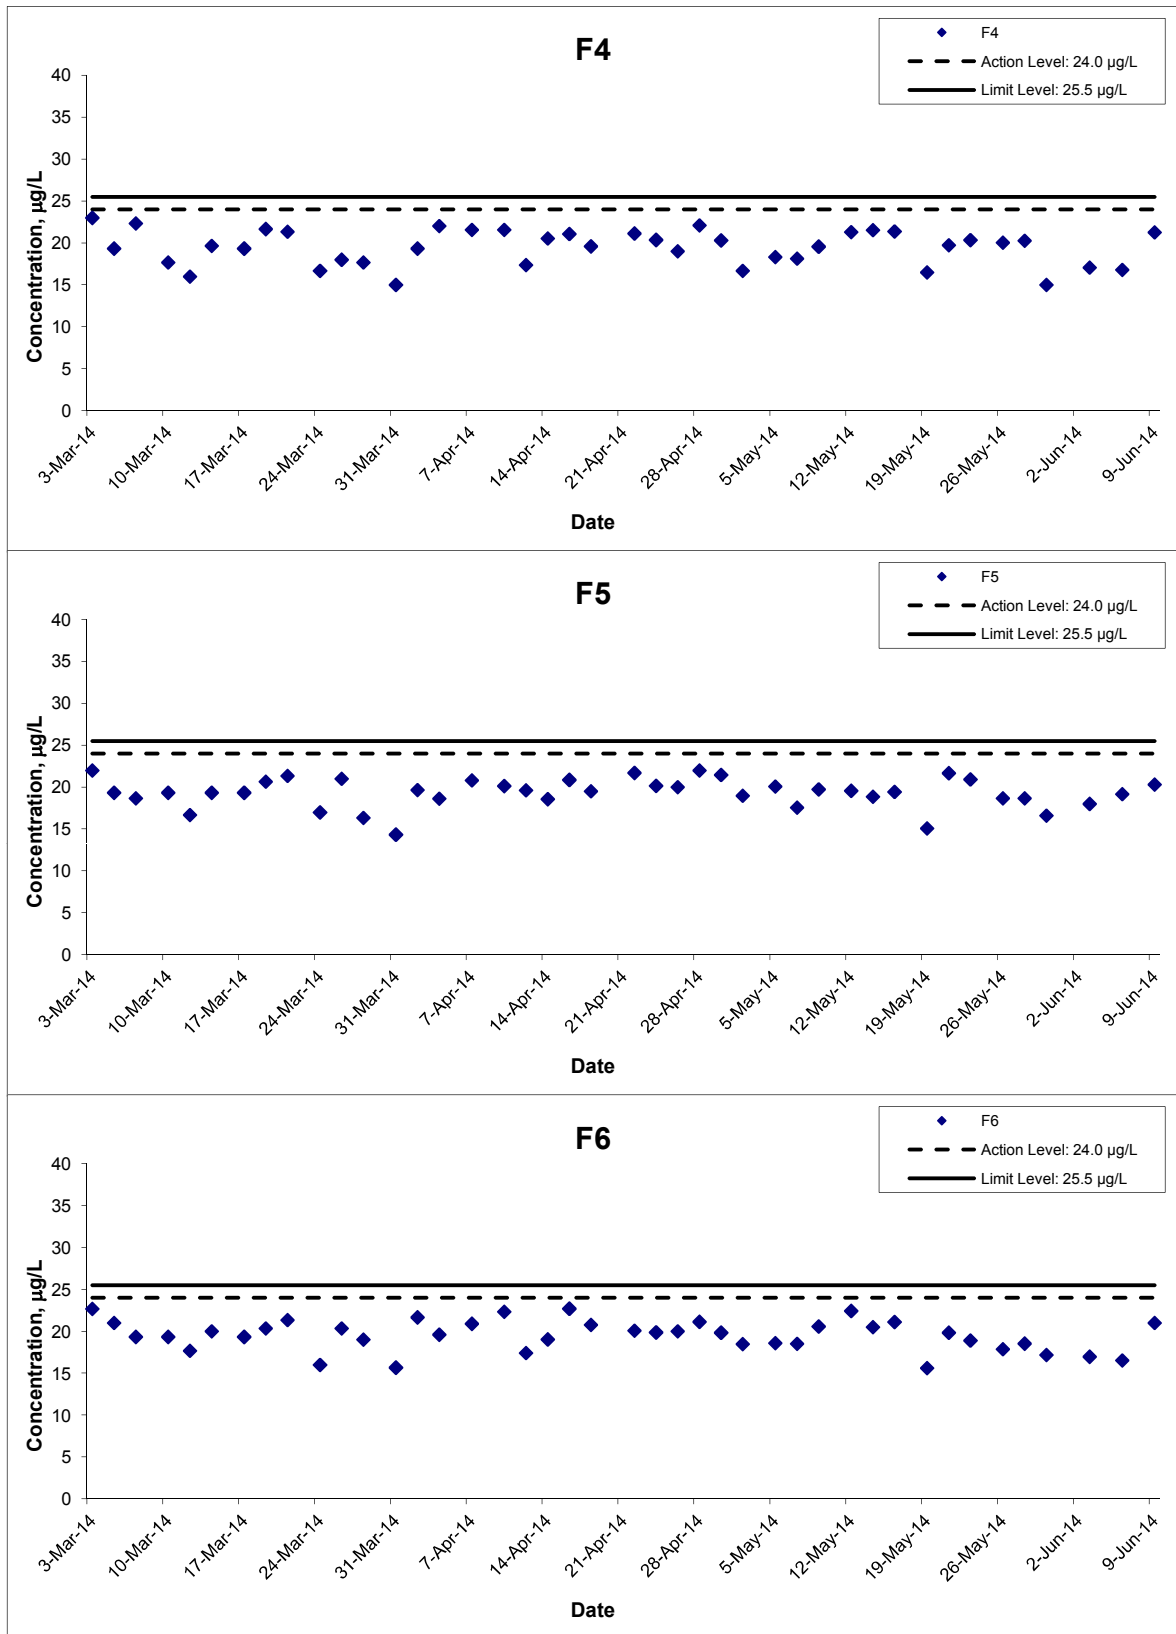 F4
F4
Action Level: 24.0 µg/L
Limit Level: 25.5 µg/L
Concentration, µg/L
40
35
30
25
20
15
10
5
0
3-Mar-14
10-Mar-14
17-Mar-14
24-Mar-14
31-Mar-14
7-Apr-14
14-Apr-14
21-Apr-14
28-Apr-14
5-May-14
12-May-14
19-May-14
26-May-14
2-Jun-14
9-Jun-14
Date
F5
F5
Action Level: 24.0 µg/L
Limit Level: 25.5 µg/L
Concentration, µg/L
40
35
30
25
20
15
10
5
0
3-Mar-14
10-Mar-14
17-Mar-14
24-Mar-14
31-Mar-14
7-Apr-14
14-Apr-14
21-Apr-14
28-Apr-14
5-May-14
12-May-14
19-May-14
26-May-14
2-Jun-14
9-Jun-14
Date
F6
F6
Action Level: 24.0 µg/L
Limit Level: 25.5 µg/L
Concentration, µg/L
40
35
30
25
20
15
10
5
0
3-Mar-14
10-Mar-14
17-Mar-14
24-Mar-14
31-Mar-14
7-Apr-14
14-Apr-14
21-Apr-14
28-Apr-14
5-May-14
12-May-14
19-May-14
26-May-14
2-Jun-14
9-Jun-14
Date